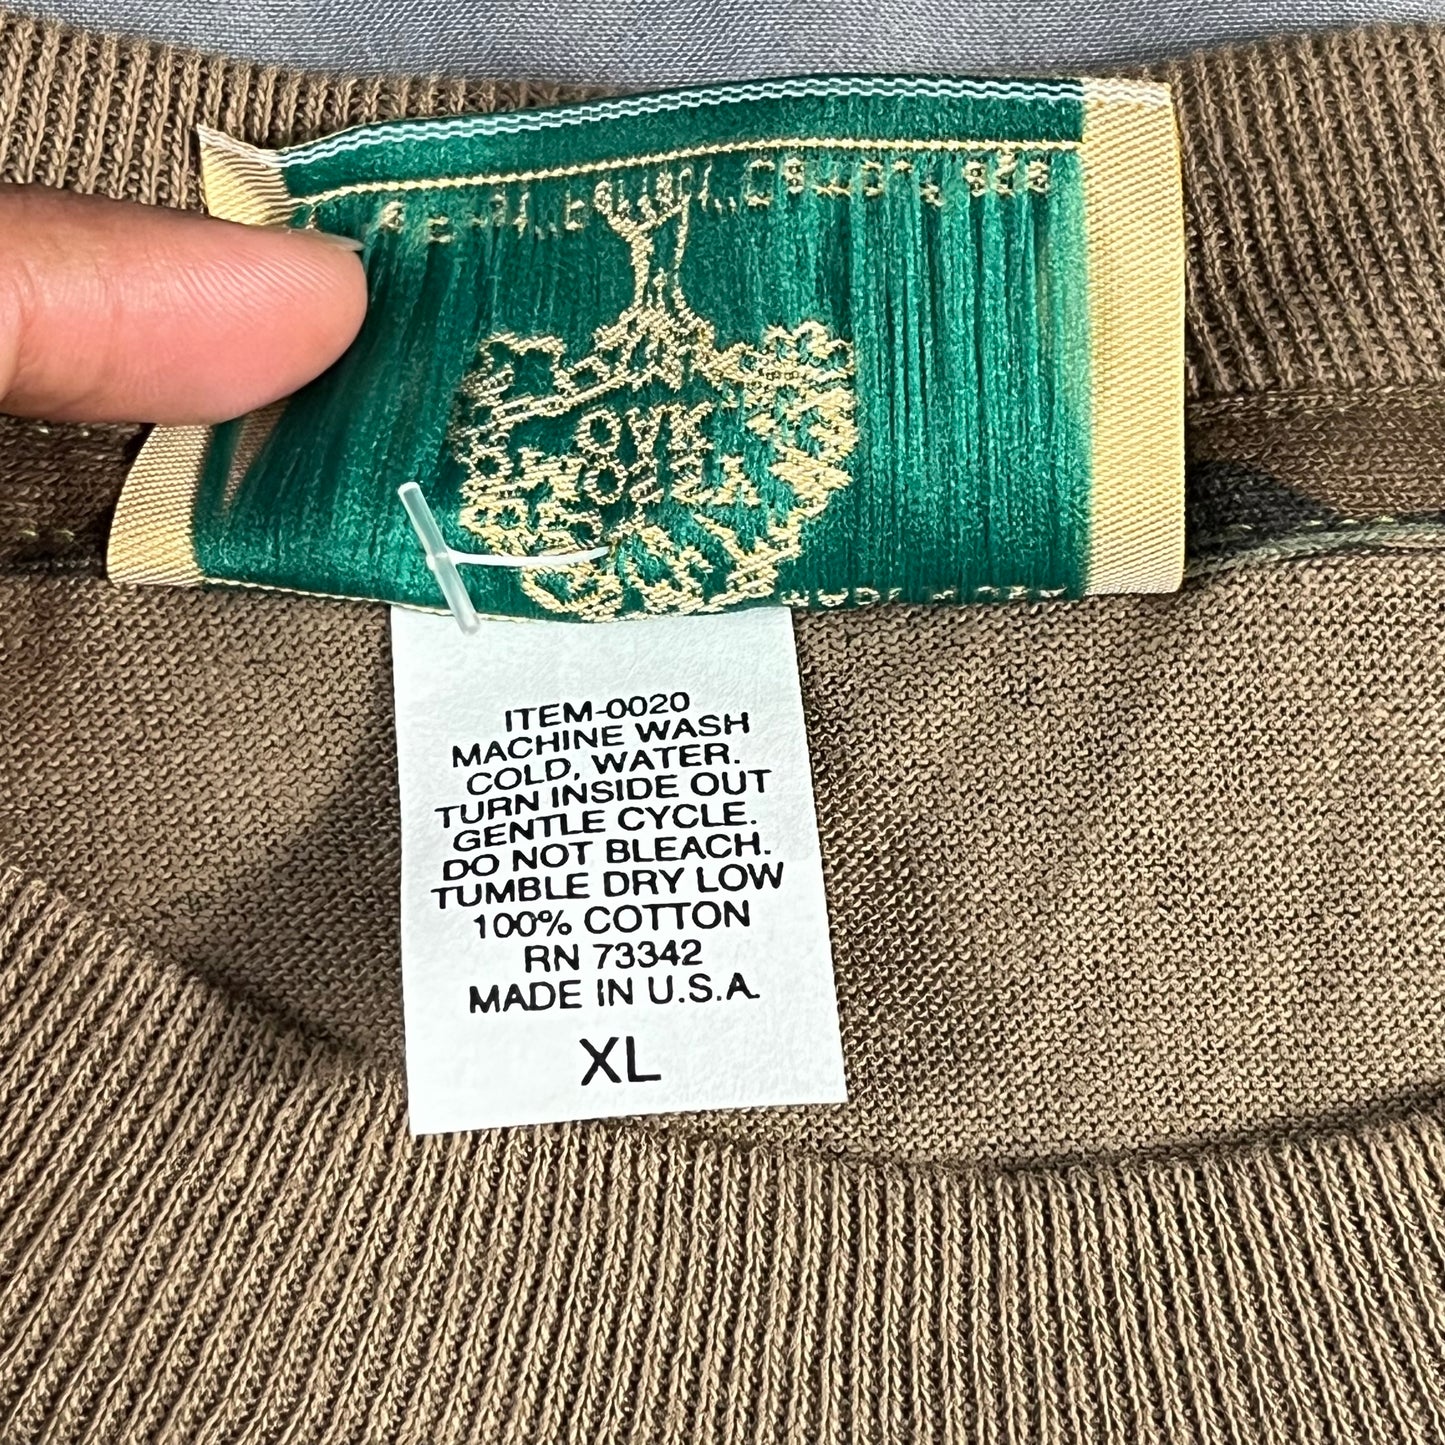 ITEM-0020
MACHINE WASH
COLD, WATER.
TURN INSIDE OUT
GENTLE CYCLE.
DO NOT BLEACH.
TUMBLE DRY LOW
100% COTTON
RN 73342
MADE IN U.S.A.
XL